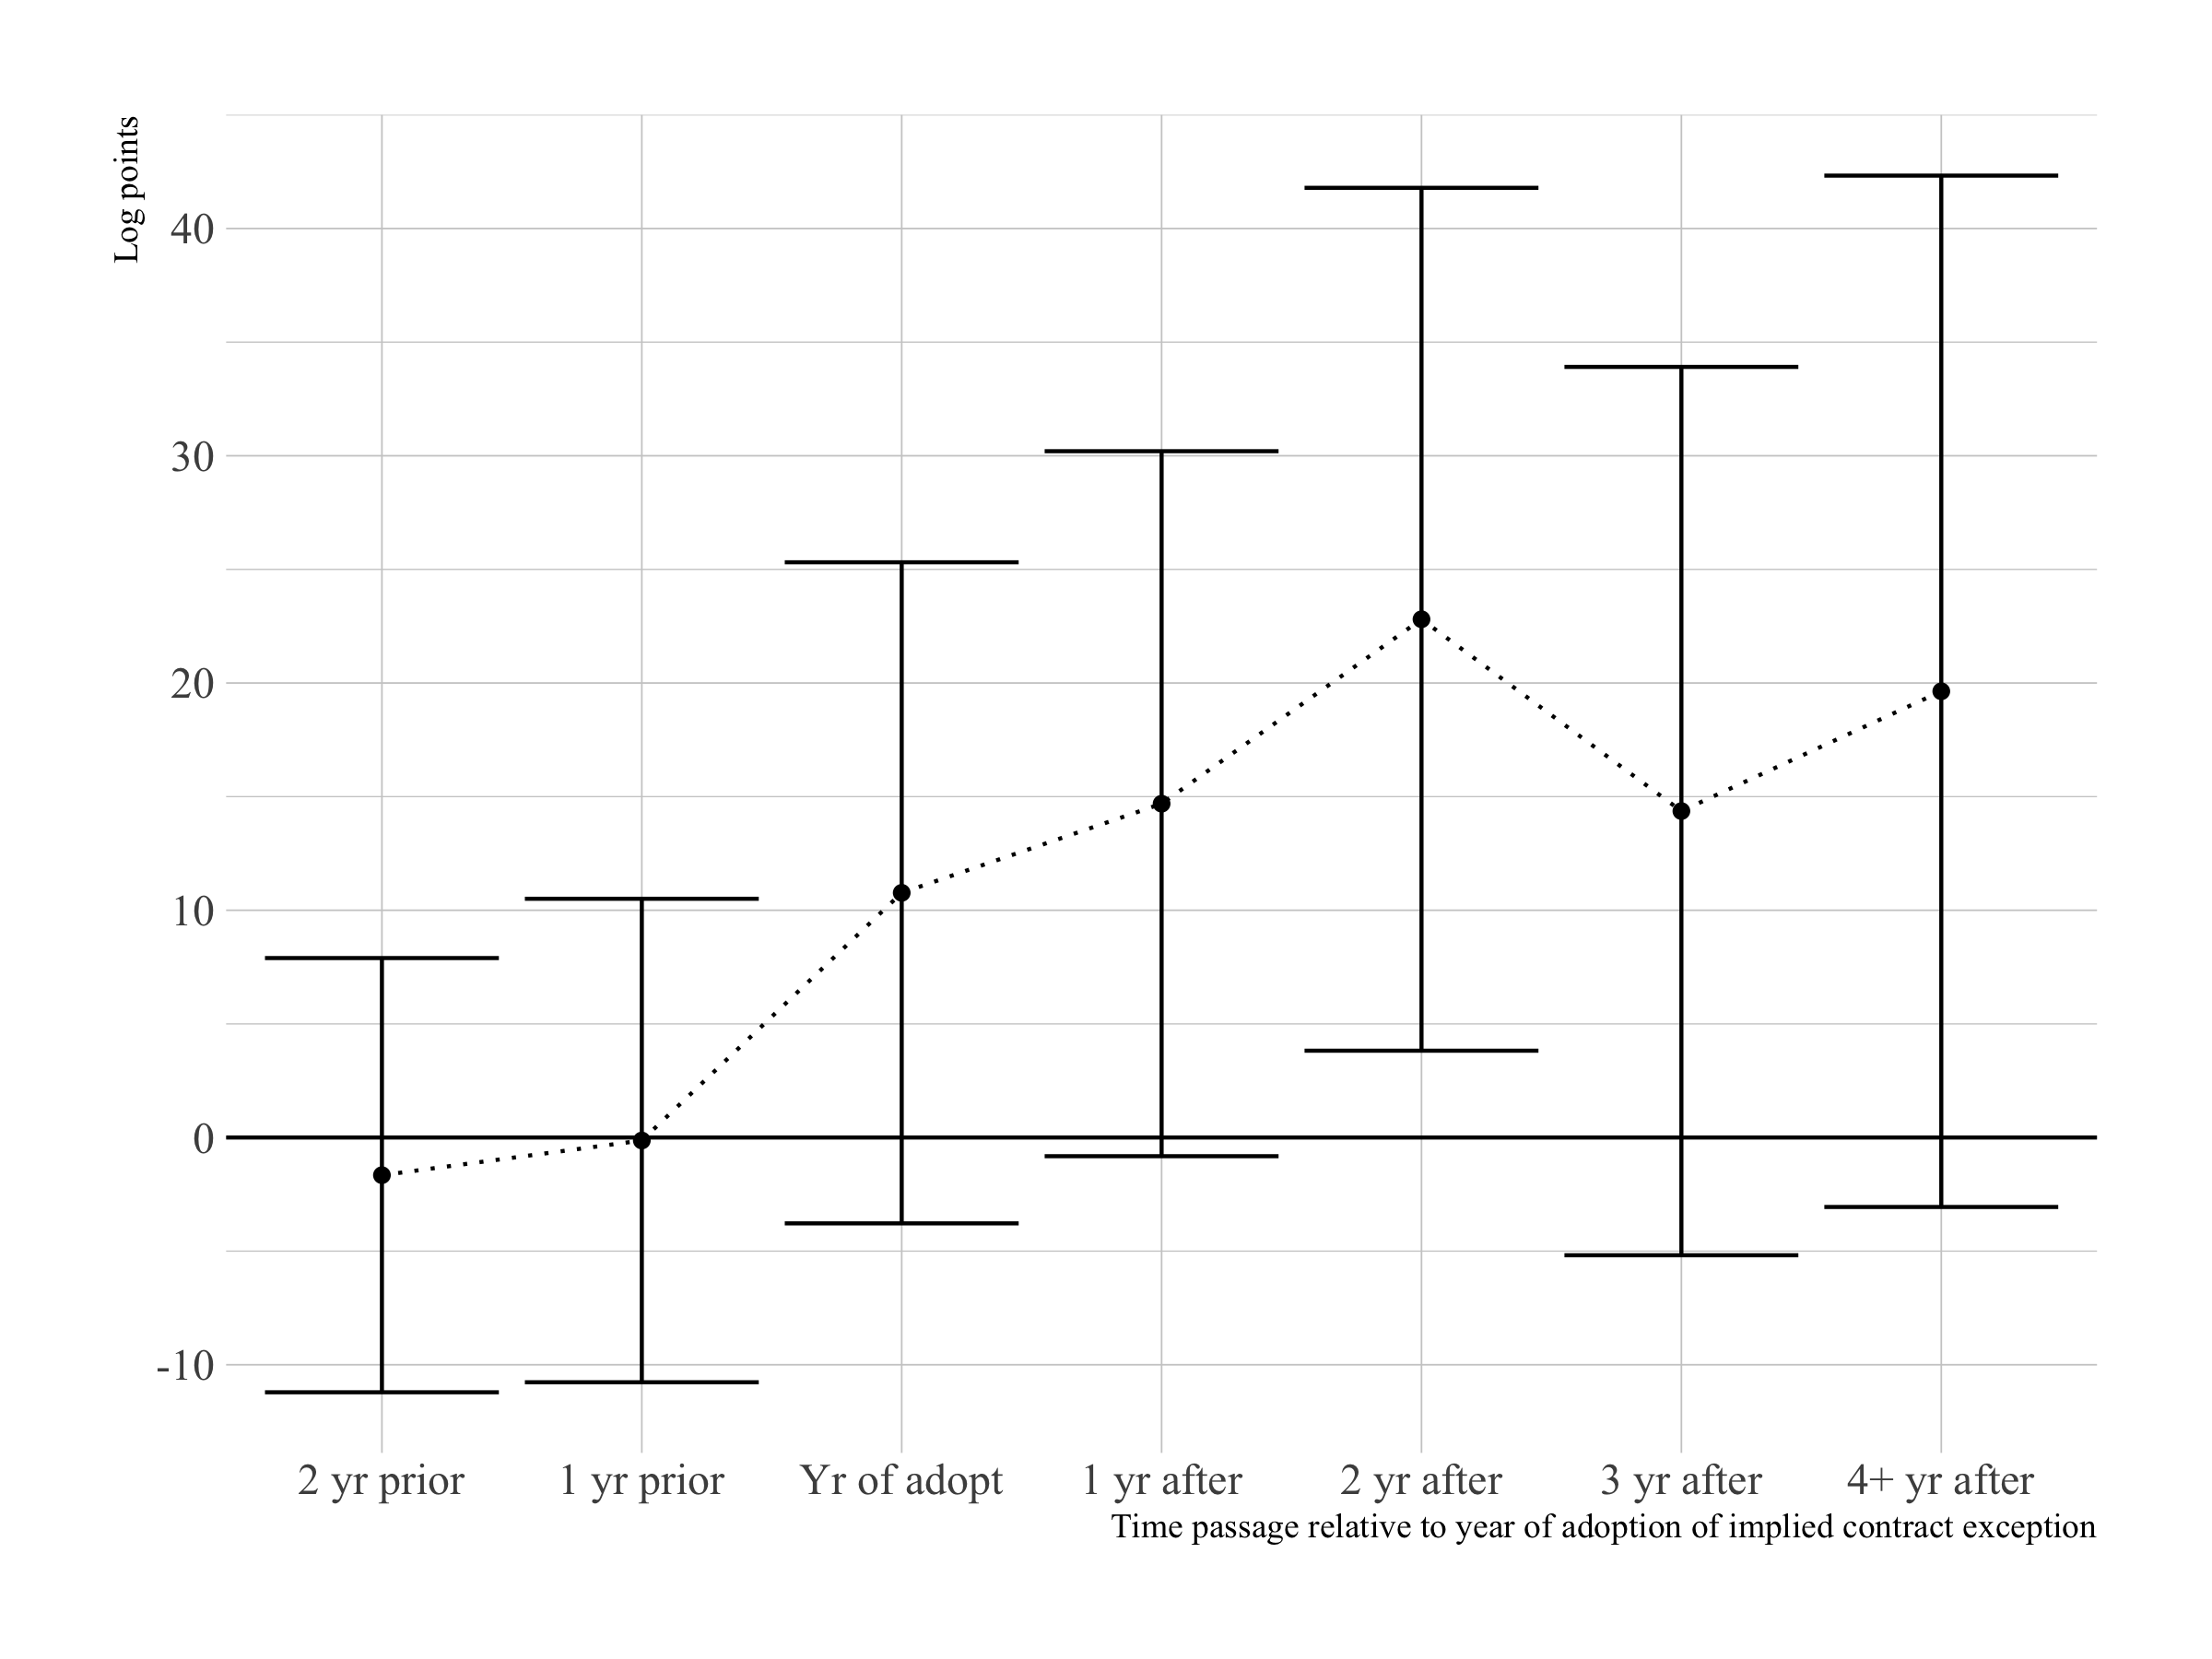 Log points
40
30
20
10
0
-10
2 yr prior 1 yr prior Yr of adopt 1 yr after 2 yr after 3 yr after 4+ yr after
Time passage relative to year of adoption of implied contract exception